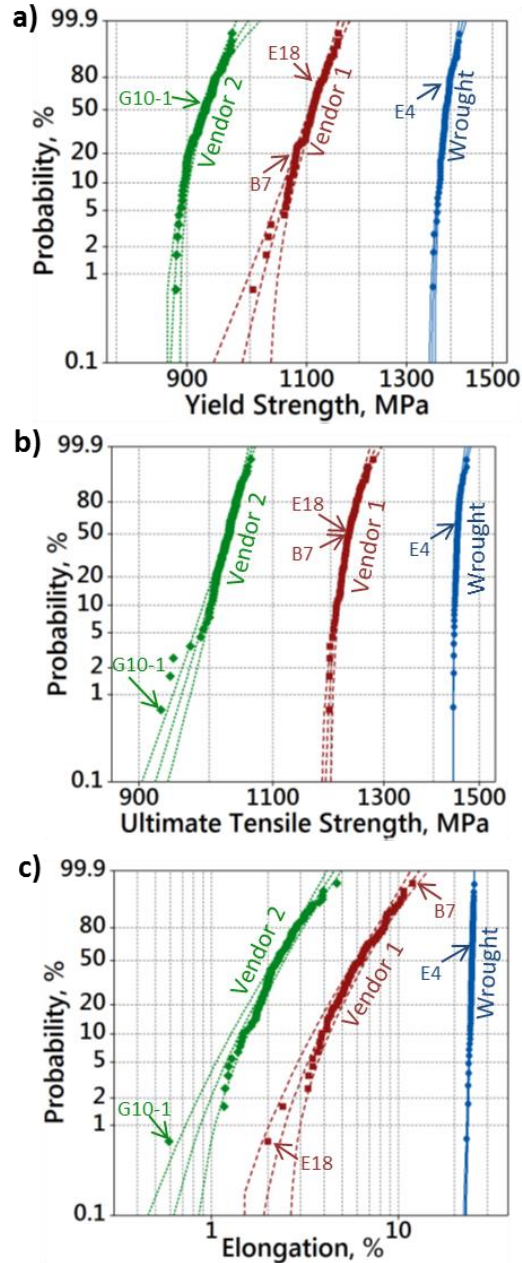 a)
99.9
80
50
20
10
5
2
1
0.1
Probability, %
G10-1
Vendor 2
E18
B7
Vendor 1
E4
Wrought
900
1100
1300
1500
Yield Strength, MPa
b)
99.9
80
50
20
10
5
2
1
0.1
Probability, %
G10-1
Vendor 2
E18
B7
Vendor 1
E4
Wrought
900
1100
1300
1500
Ultimate Tensile Strength, MPa
c)
99.9
80
50
20
10
5
2
1
0.1
Probability, %
G10-1
Vendor 2
B7
Vendor 1
E18
E4
Wrought
1
10
Elongation, %